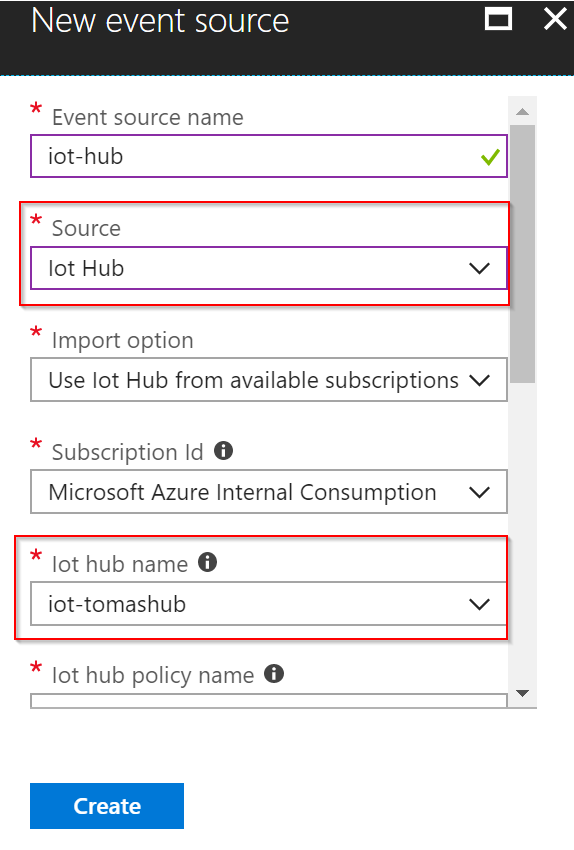 New event source
* Event source name
iot-hub
* Source
Iot Hub
* Import option
Use Iot Hub from available subscriptions
* Subscription Id
Microsoft Azure Internal Consumption
* Iot hub name
iot-tomashub
* Iot hub policy name
Create